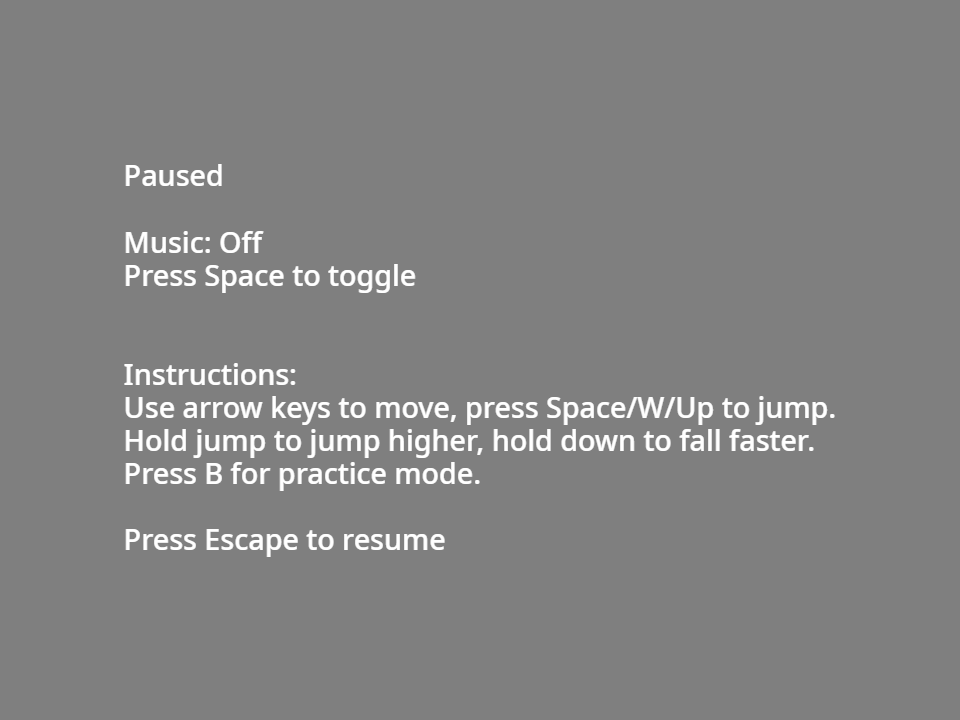 Paused
Music: Off
Press Space to toggle
Instructions:
Use arrow keys to move, press Space/W/Up to jump.
Hold jump to jump higher, hold down to fall faster.
Press B for practice mode.
Press Escape to resume